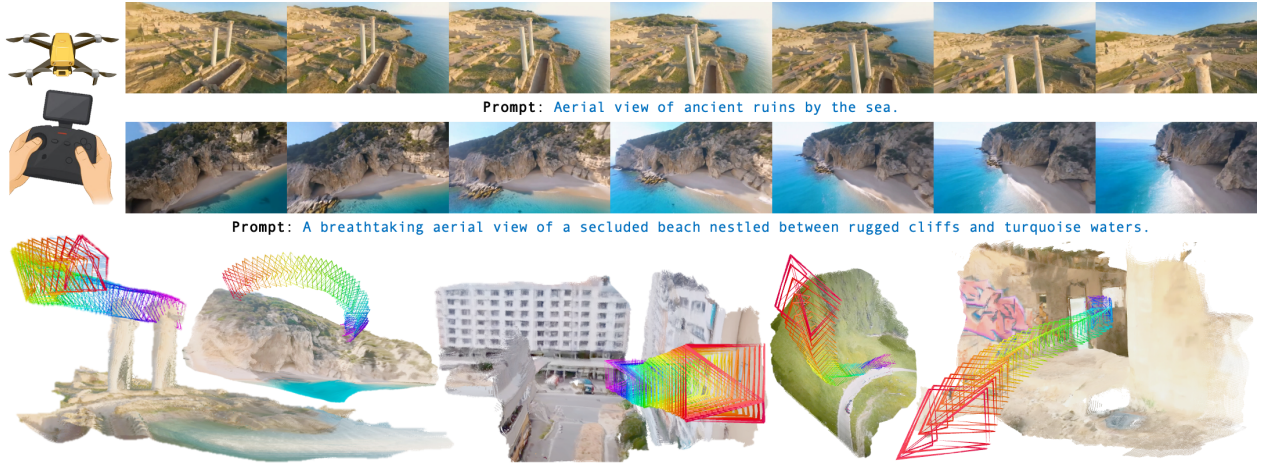 Prompt: Aerial view of ancient ruins by the sea.
Prompt: A breathtaking aerial view of a secluded beach nestled between rugged cliffs and turquoise waters.